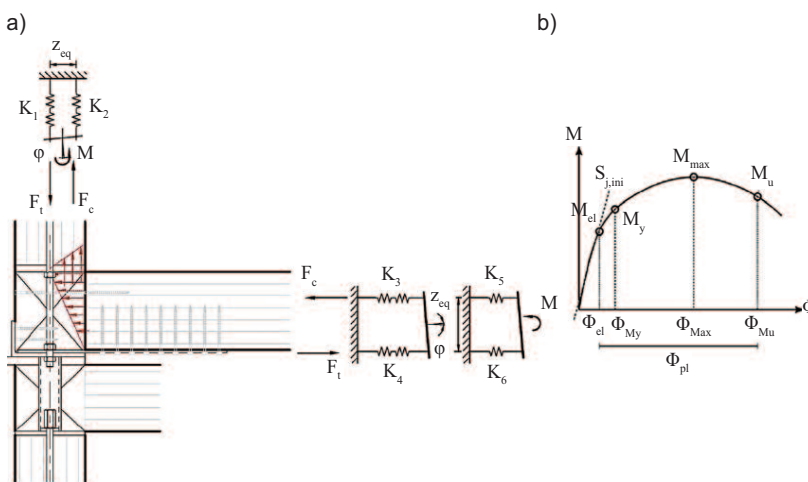 a)
b)
z_eq
K_1
K_2
φ
M
F_t
F_c
F_c
F_t
K_3
K_4
z_eq
φ
K_5
K_6
M
M
S_j,ini
M_el
M_y
M_max
M_u
Φ
Φ_el
Φ_My
Φ_Max
Φ_Mu
Φ_pl